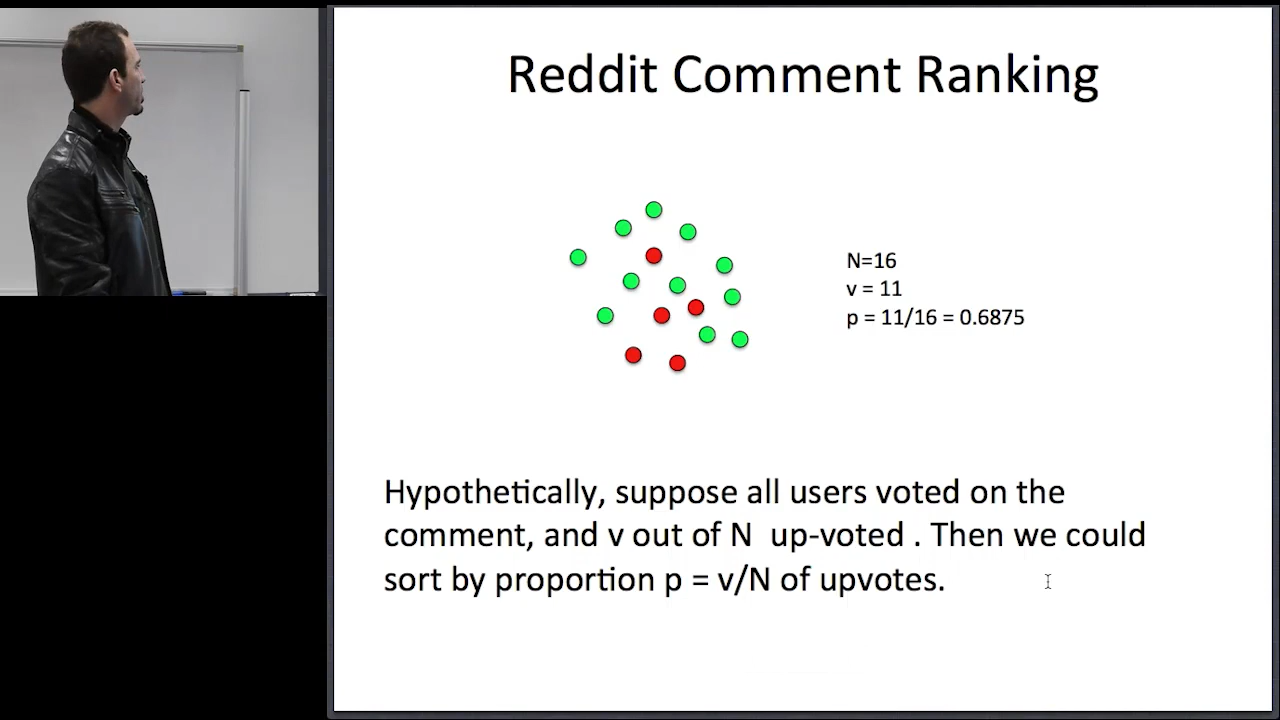 Reddit Comment Ranking
N=16
v = 11
p = 11/16 = 0.6875
Hypothetically, suppose all users voted on the
comment, and v out of N  up-voted . Then we could
sort by proportion p = v/N of upvotes.